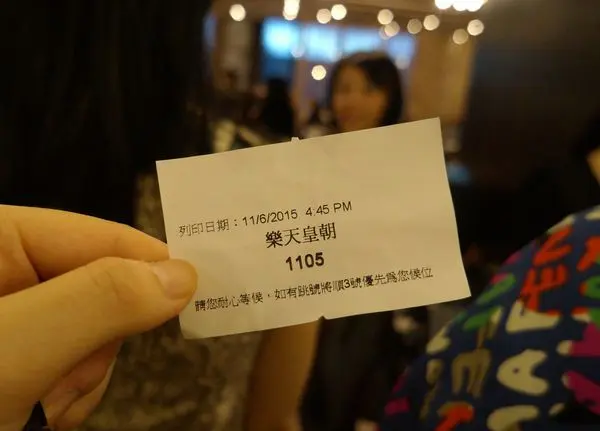 列印日期：11/6/2015 4:45 PM
樂天皇朝
1105
請您耐心等候，如有跳號將順3號優先為您候位